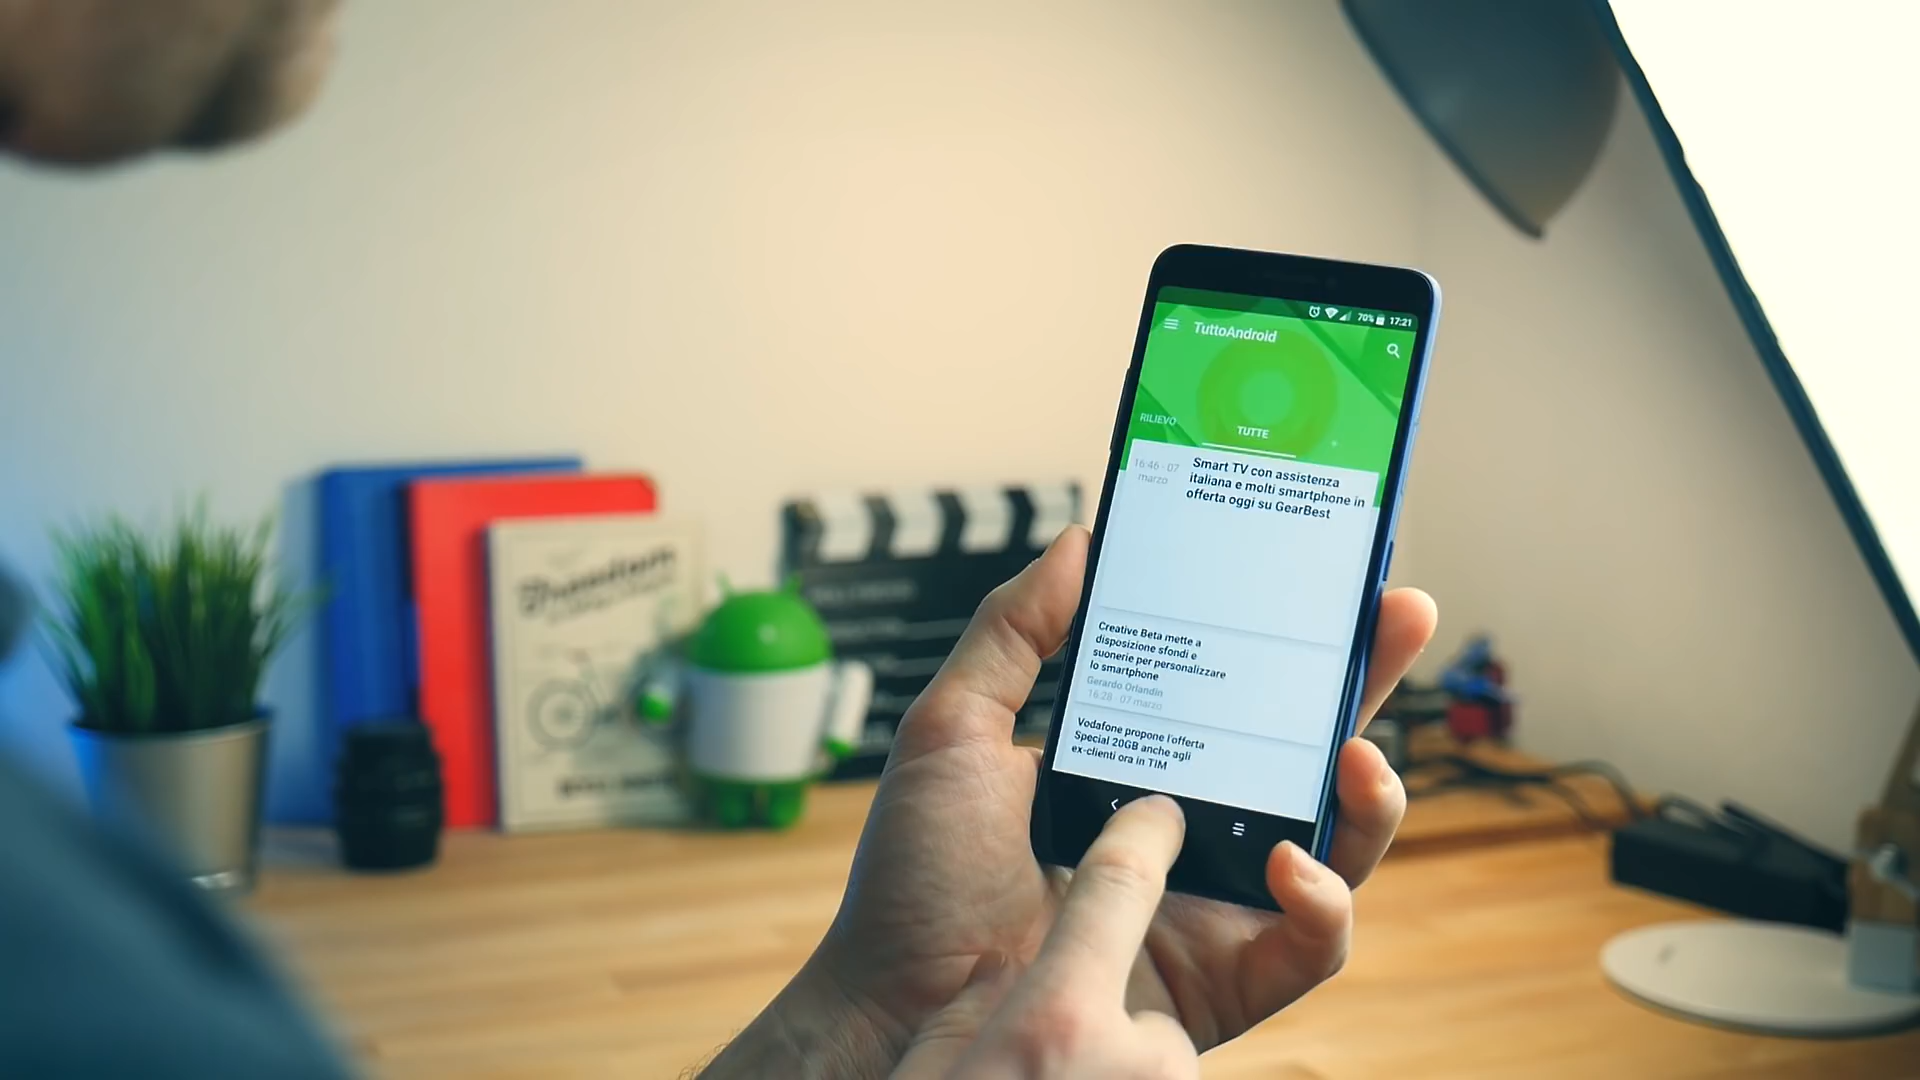 70% 17:21
TuttoAndroid
RILIEVO
TUTTE
16:46 - 07
marzo
Smart TV con assistenza
italiana e molti smartphone in
offerta oggi su GearBest
Creative Beta mette a
disposizione sfondi e
suonerie per personalizzare
lo smartphone
Gerardo Orlandin
16:28 - 07 marzo
Vodafone propone l'offerta
Special 20GB anche agli
ex-clienti ora in TIM